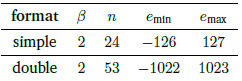 format β n e_min e_max
simple 2 24 −126 127
double 2 53 −1022 1023